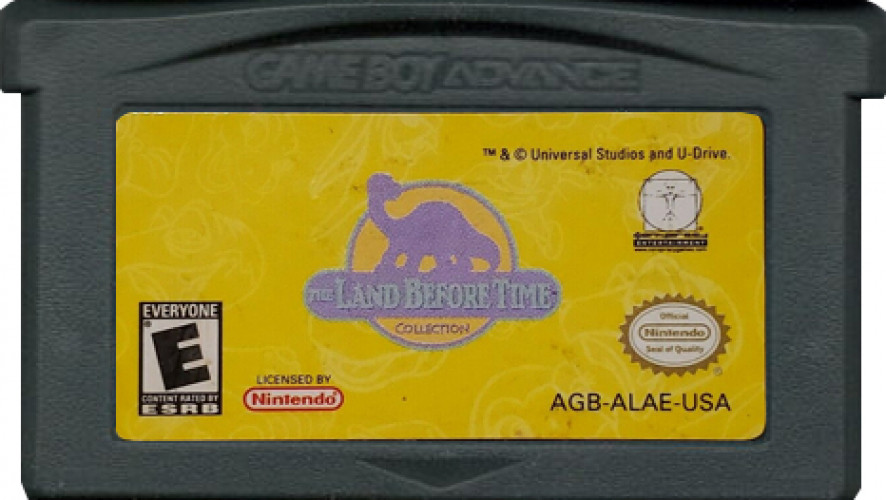 GAME BOY ADVANCE
™ & © Universal Studios and U-Drive.
ENTERTAINMENT
THE LAND BEFORE TIME
COLLECTION
EVERYONE
E
CONTENT RATED BY
ESRB
LICENSED BY
Nintendo
Official
Nintendo
Seal of Quality
®
AGB-ALAE-USA